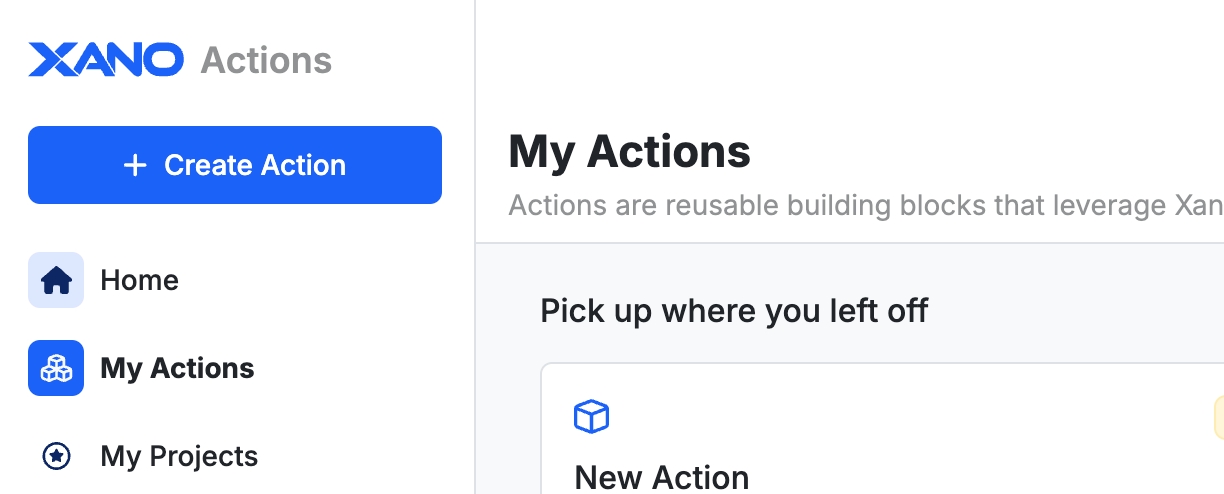 XANO Actions
+ Create Action
Home
My Actions
My Projects
My Actions
Actions are reusable building blocks that leverage Xan
Pick up where you left off
New Action